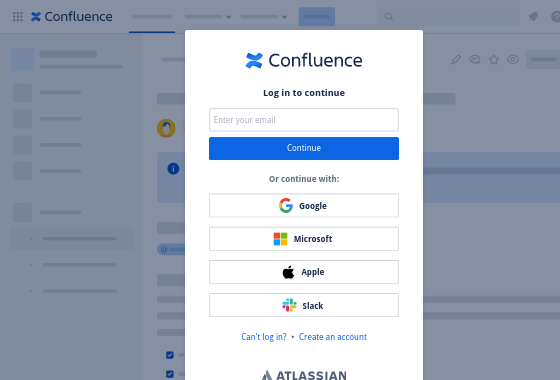 Confluence
Confluence
Log in to continue
Enter your email
Continue
Or continue with:
Google
Microsoft
Apple
Slack
Can't log in? • Create an account
ATLASSIAN